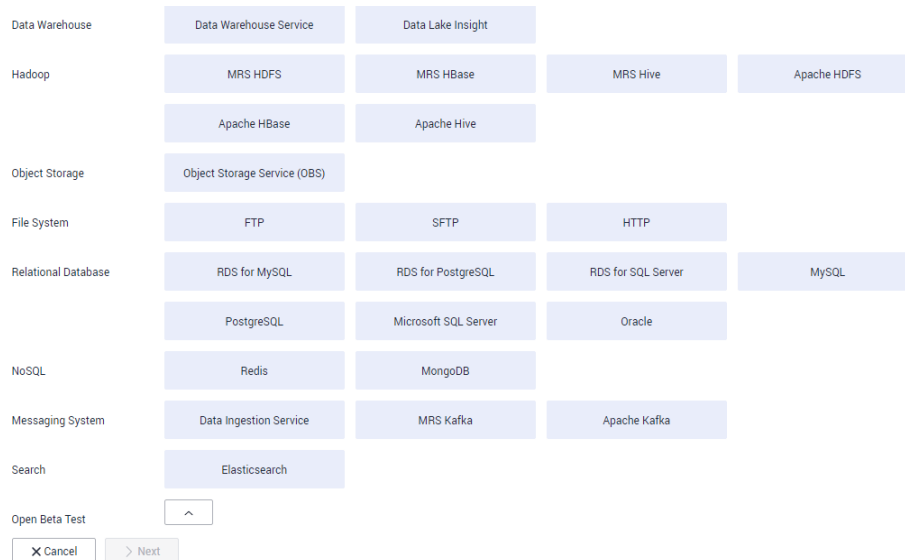 Data Warehouse Data Warehouse Service Data Lake Insight
Hadoop MRS HDFS MRS HBase MRS Hive Apache HDFS
Apache HBase Apache Hive
Object Storage Object Storage Service (OBS)
File System FTP SFTP HTTP
Relational Database RDS for MySQL RDS for PostgreSQL RDS for SQL Server MySQL
PostgreSQL Microsoft SQL Server Oracle
NoSQL Redis MongoDB
Messaging System Data Ingestion Service MRS Kafka Apache Kafka
Search Elasticsearch
Open Beta Test
Cancel Next